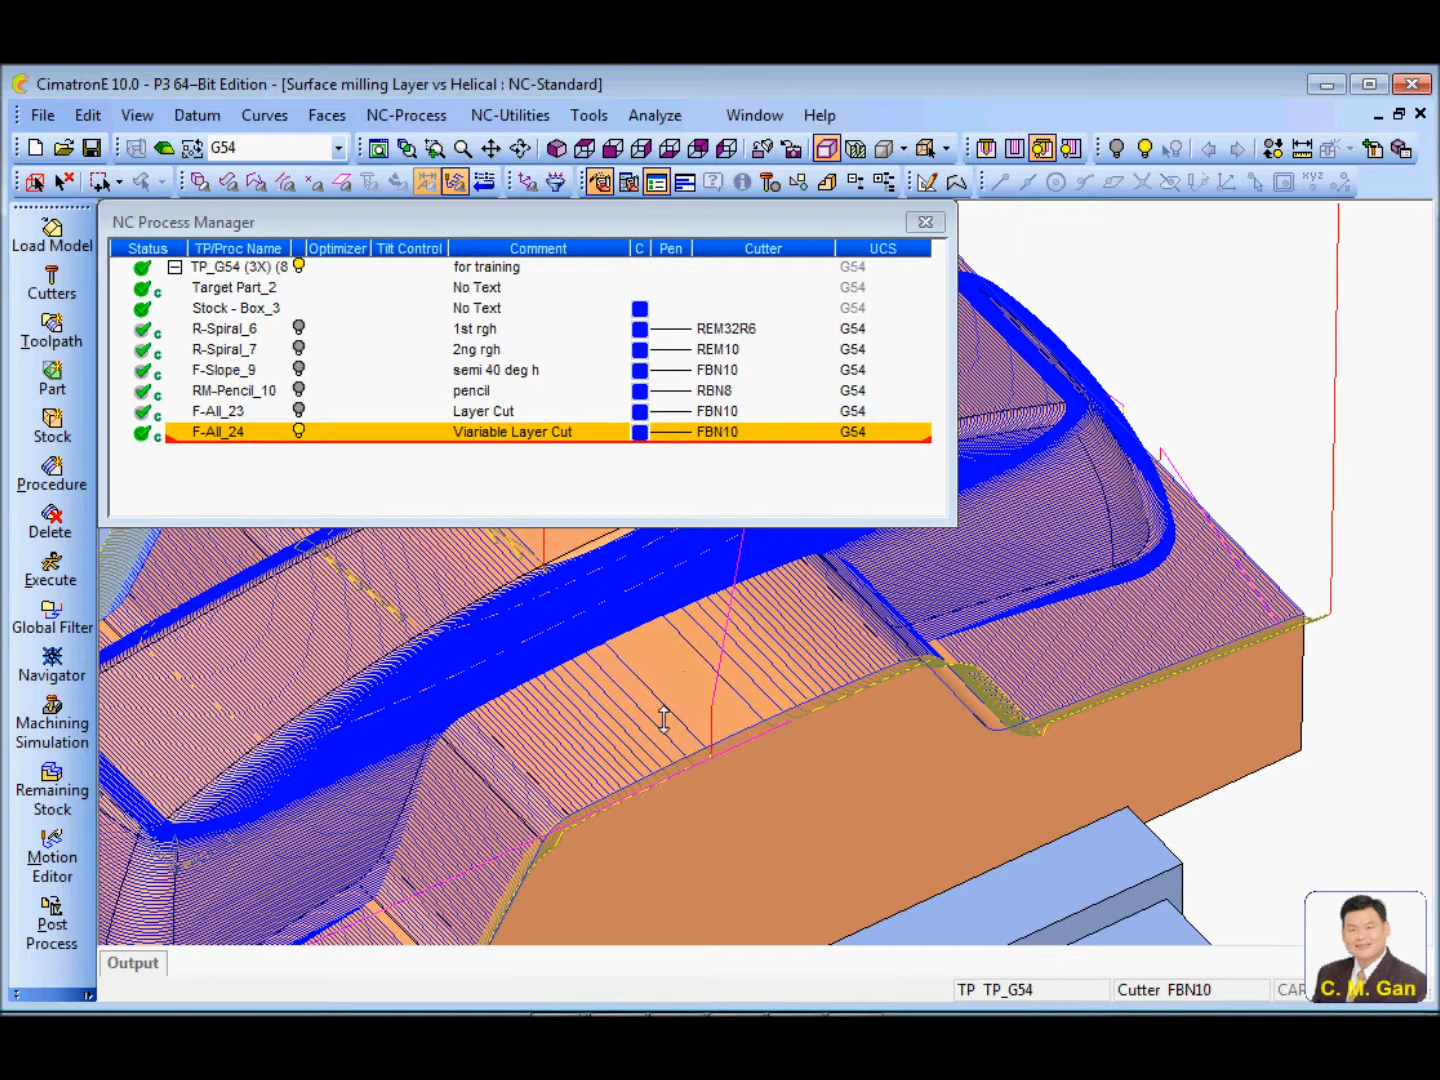 CimatronE 10.0 - P3 64-Bit Edition - [Surface milling Layer vs Helical : NC-Standard]
File Edit View Datum Curves Faces NC-Process NC-Utilities Tools Analyze Window Help
G54
XYZ
Load Model
Cutters
Toolpath
Part
Stock
Procedure
Delete
Execute
Global Filter
Navigator
Machining
Simulation
Remaining
Stock
Motion
Editor
Post
Process
NC Process Manager
Status TP/Proc Name Optimizer Tilt Control Comment C Pen Cutter UCS
TP_G54 (3X) (8 for training G54
c Target Part_2 No Text G54
Stock - Box_3 No Text G54
c R-Spiral_6 1st rgh REM32R6 G54
c R-Spiral_7 2ng rgh REM10 G54
c F-Slope_9 semi 40 deg h FBN10 G54
c RM-Pencil_10 pencil RBN8 G54
c F-All_23 Layer Cut FBN10 G54
c F-All_24 Viariable Layer Cut FBN10 G54
Output
TP TP_G54 Cutter FBN10 CAP
C. M. Gan